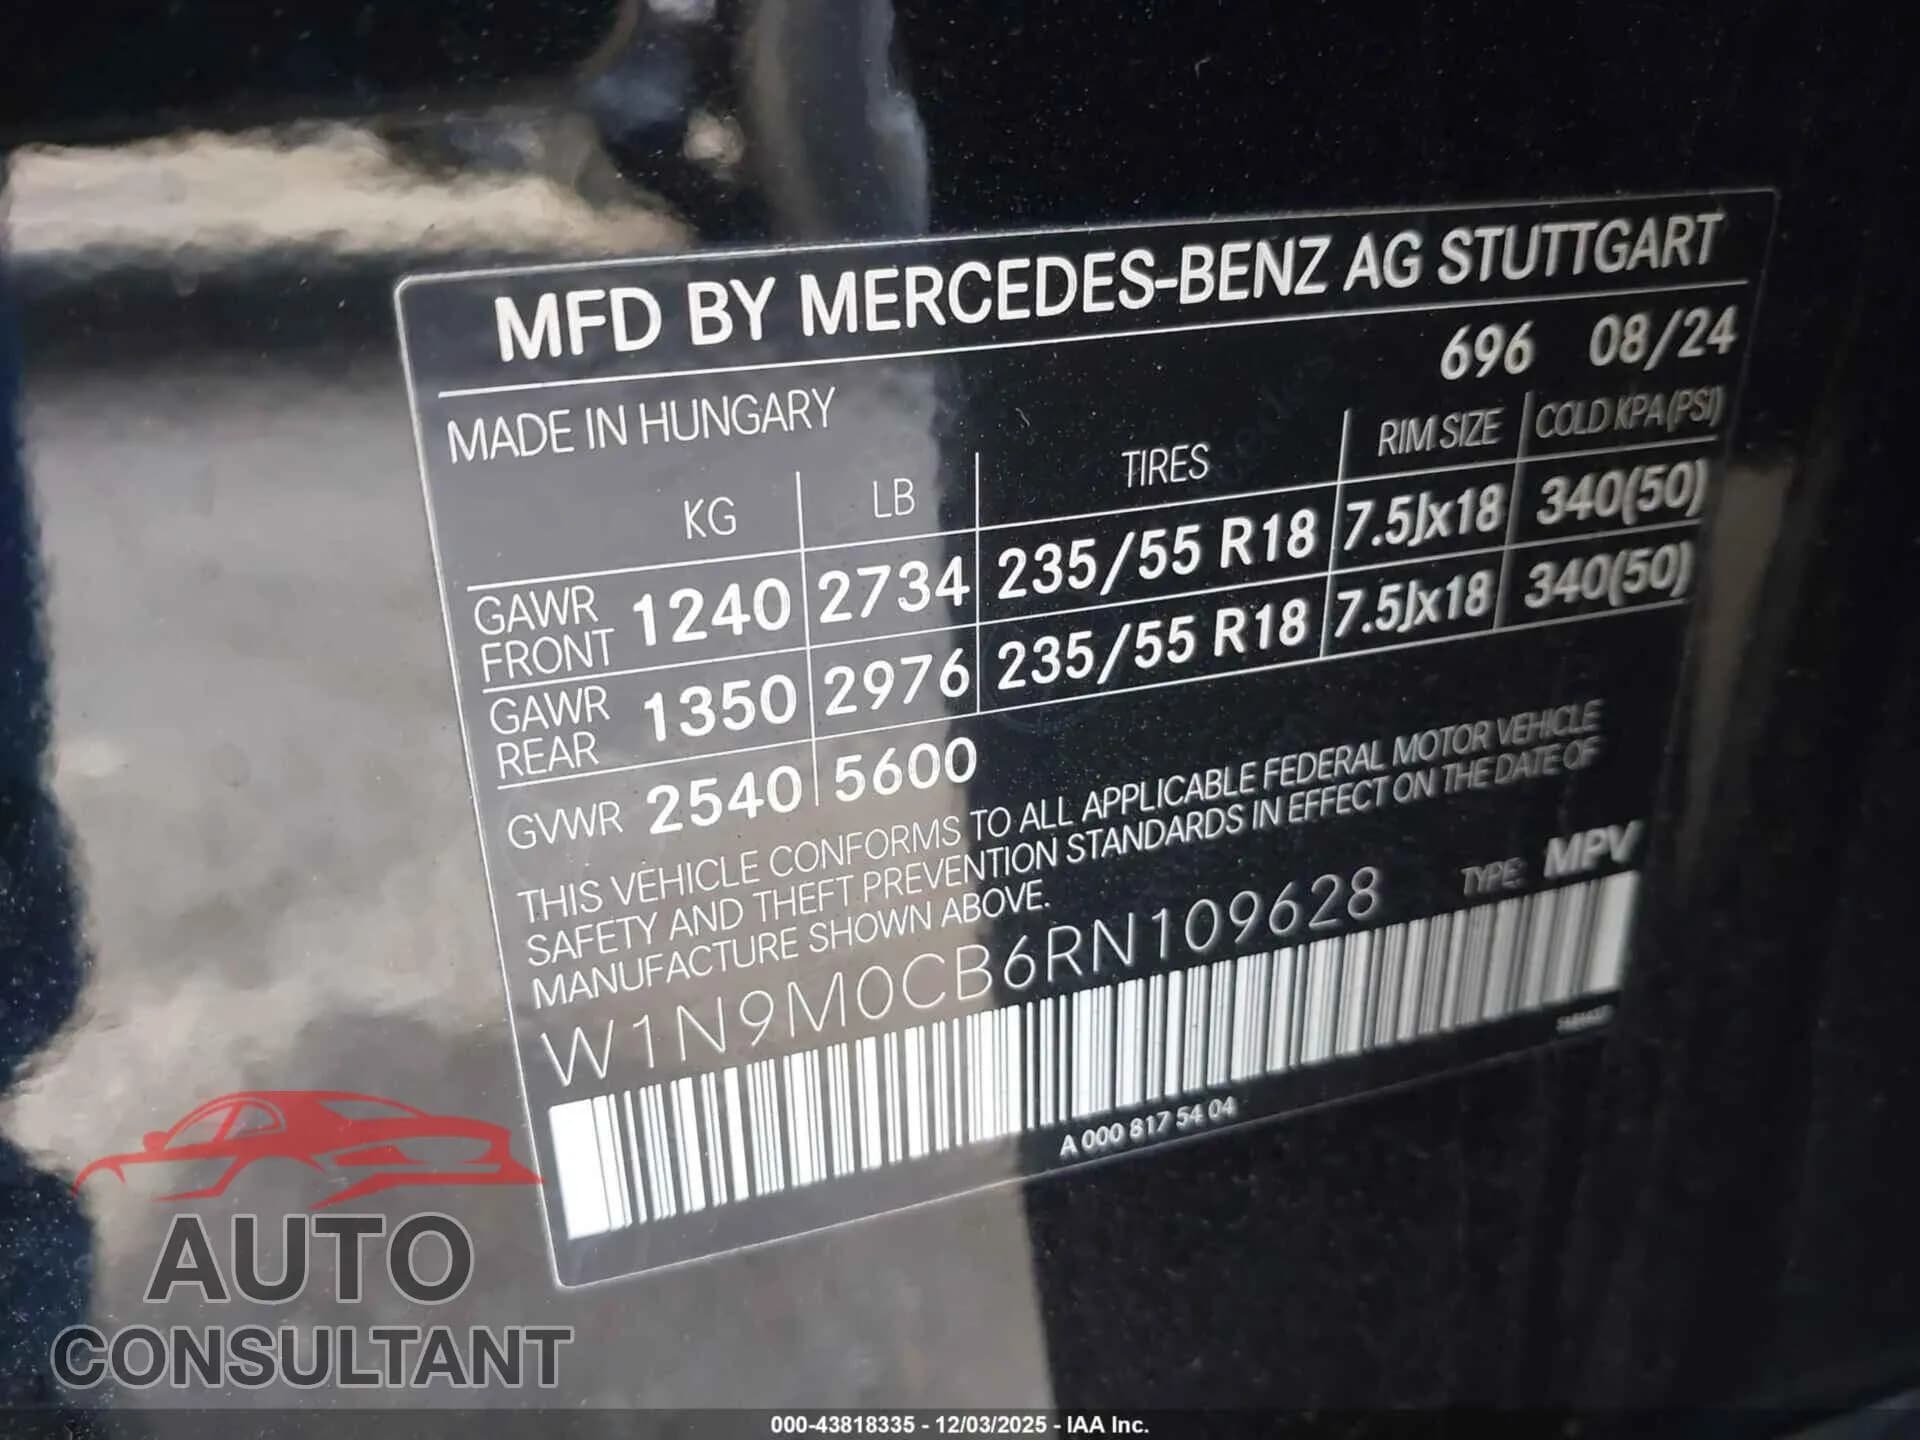 MFD BY MERCEDES-BENZ AG STUTTGART
696 08/24
MADE IN HUNGARY
KG LB TIRES RIM SIZE COLD KPA(PSI)
GAWR FRONT 1240 2734 235/55 R18 7.5Jx18 340(50)
GAWR REAR 1350 2976 235/55 R18 7.5Jx18 340(50)
GVWR 2540 5600
THIS VEHICLE CONFORMS TO ALL APPLICABLE FEDERAL MOTOR VEHICLE
SAFETY AND THEFT PREVENTION STANDARDS IN EFFECT ON THE DATE OF
MANUFACTURE SHOWN ABOVE.
TYPE: MPV
W1N9M0CB6RN109628
A 000 817 54 04
AUTO
CONSULTANT
000-43818335 - 12/03/2025 - IAA Inc.